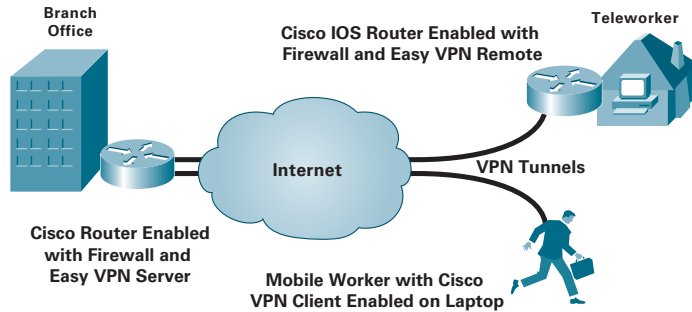 Branch
Office
Cisco IOS Router Enabled with
Firewall and Easy VPN Remote
Teleworker
Internet
VPN Tunnels
Cisco Router Enabled
with Firewall and
Easy VPN Server
Mobile Worker with Cisco
VPN Client Enabled on Laptop